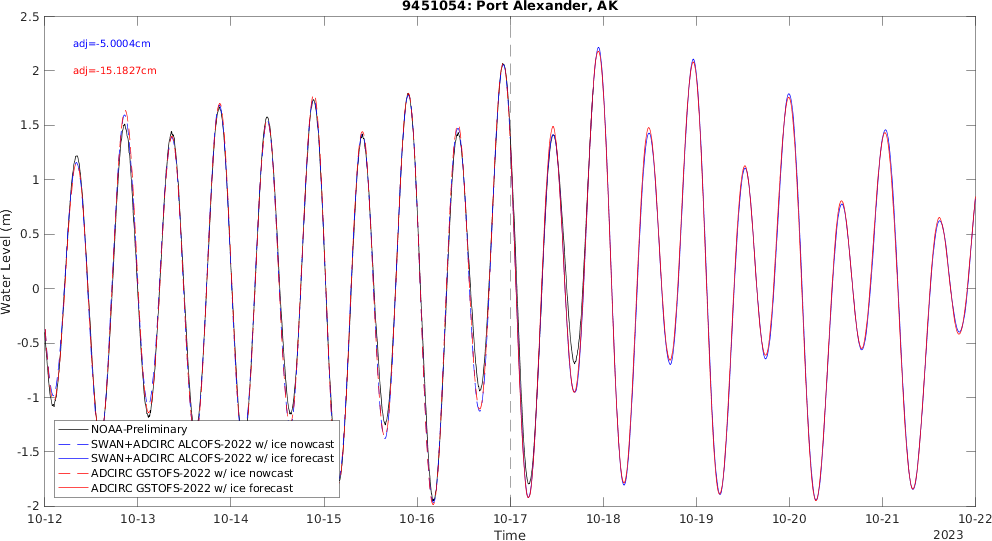 9451054: Port Alexander, AK
adj=-5.0004cm
adj=-15.1827cm
Water Level (m)
2.5
2
1.5
1
0.5
0
-0.5
-1
-1.5
-2
NOAA-Preliminary
SWAN+ADCIRC ALCOFS-2022 w/ ice nowcast
SWAN+ADCIRC ALCOFS-2022 w/ ice forecast
ADCIRC GSTOFS-2022 w/ ice nowcast
ADCIRC GSTOFS-2022 w/ ice forecast
10-12 10-13 10-14 10-15 10-16 10-17 10-18 10-19 10-20 10-21 10-22
Time
2023